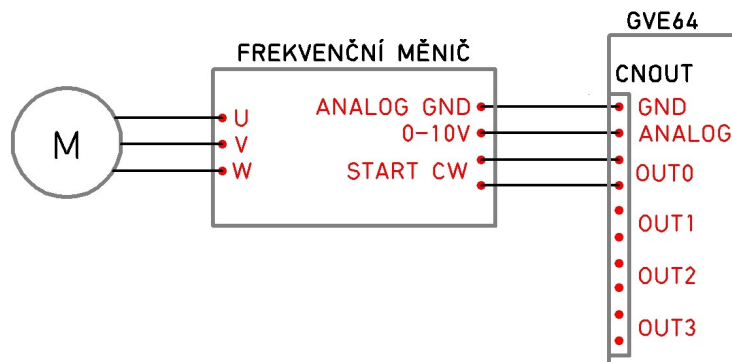 GVE64
FREKVENČNÍ MĚNIČ
CNOUT
M
U
V
W
ANALOG GND
0-10V
START CW
GND
ANALOG
OUT0
OUT1
OUT2
OUT3